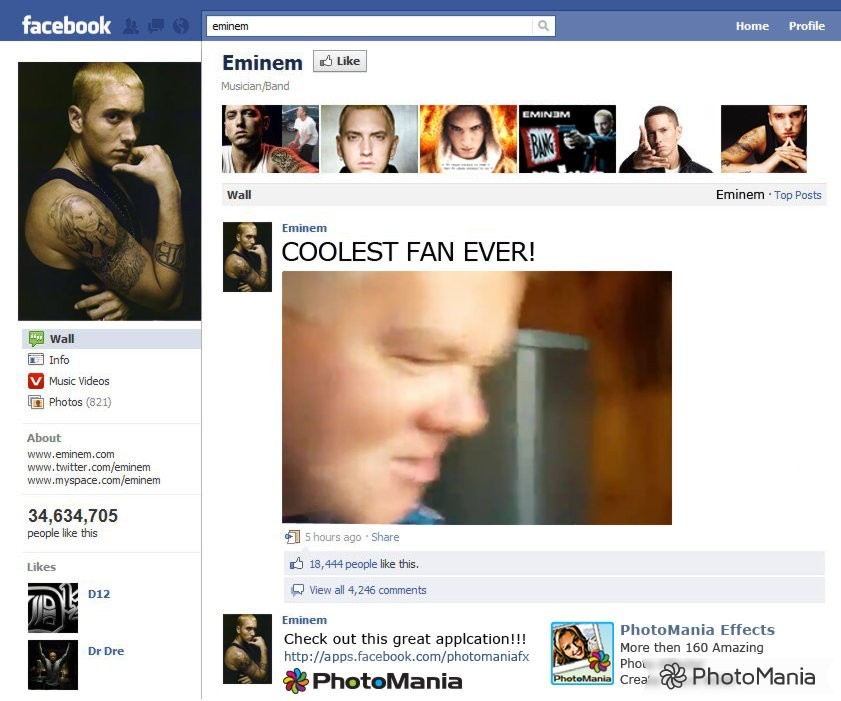 facebook
eminem
Home Profile
Eminem
Like
Musician/Band
EMINEM
BANG
Wall
Eminem · Top Posts
Eminem
COOLEST FAN EVER!
Wall
Info
Music Videos
Photos (821)
About
www.eminem.com
www.twitter.com/eminem
www.myspace.com/eminem
34,634,705
people like this
Likes
D12
Dr Dre
5 hours ago · Share
18,444 people like this.
View all 4,246 comments
Eminem
Check out this great applcation!!!
http://apps.facebook.com/photomaniafx
PhotoMania
PhotoMania
PhotoMania Effects
More then 160 Amazing
PhotoMania